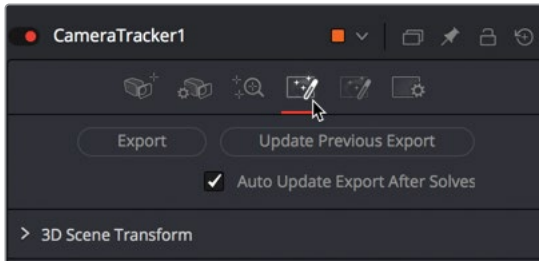 CameraTracker1
Export Update Previous Export
Auto Update Export After Solves
3D Scene Transform